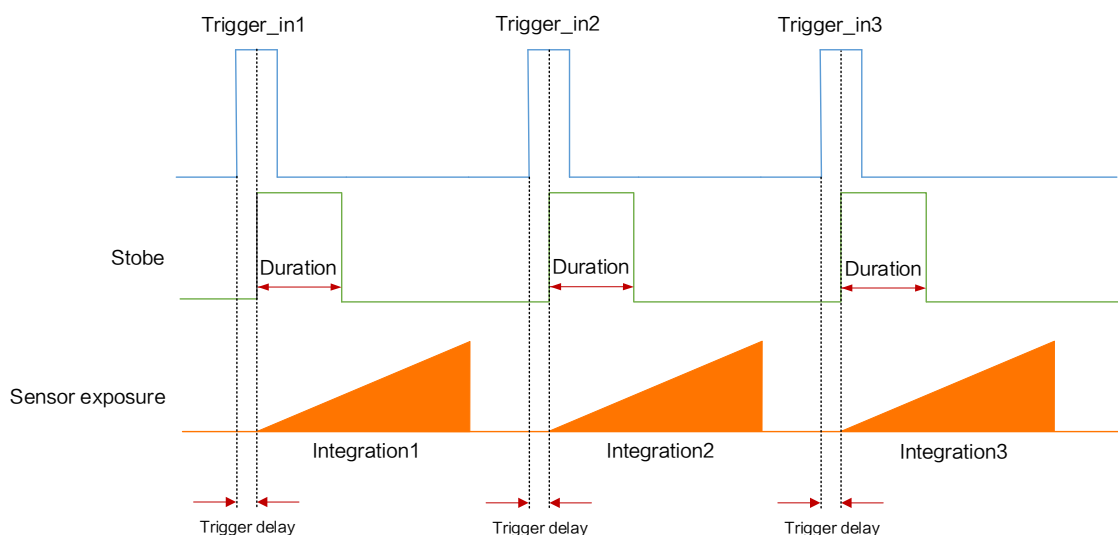 Trigger_in1
Trigger_in2
Trigger_in3
Stobe
Duration
Duration
Duration
Sensor exposure
Integration1
Integration2
Integration3
Trigger delay
Trigger delay
Trigger delay